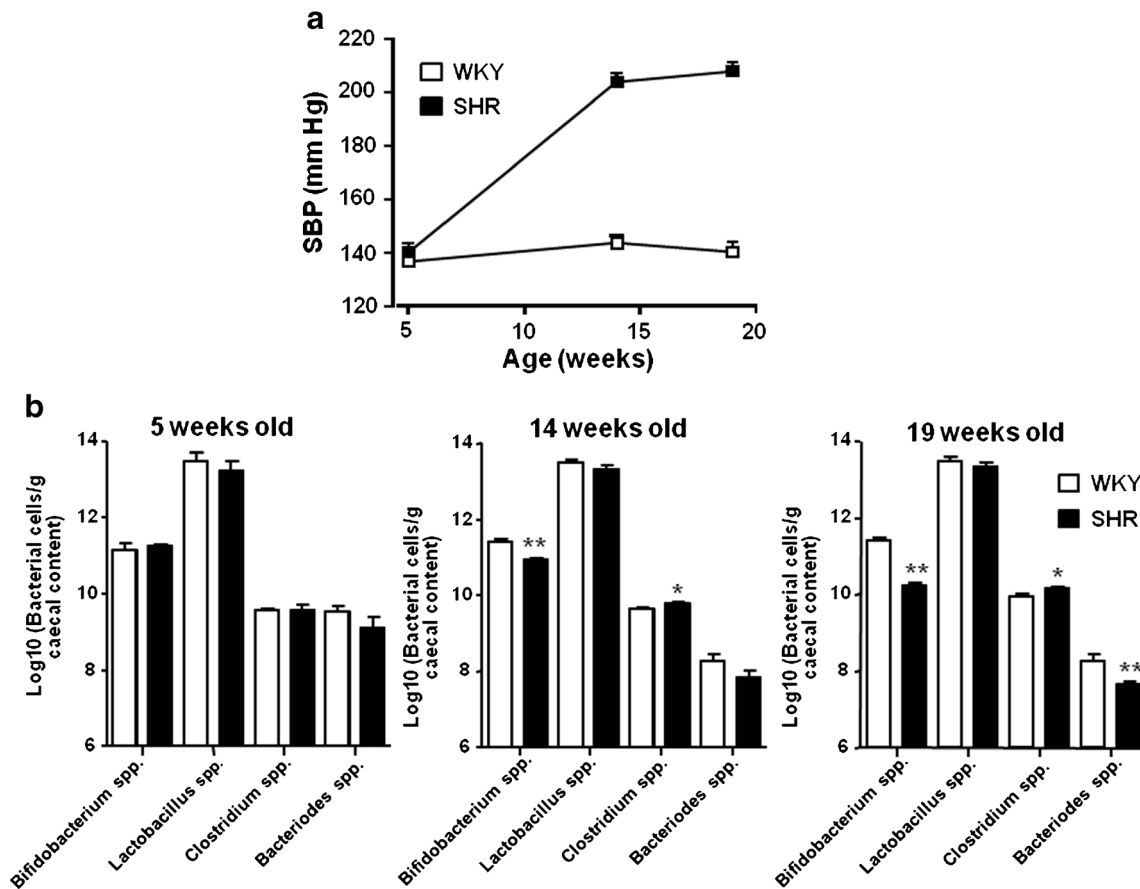 a
220
200
180
160
140
120
SBP (mm Hg)
WKY
SHR
5
10
15
20
Age (weeks)
b
5 weeks old
14
12
10
8
6
Log10 (Bacterial cells/g
caecal content)
Bifidobacterium spp.
Lactobacillus spp.
Clostridium spp.
Bacteriodes spp.
14 weeks old
14
12
10
8
6
Log10 (Bacterial cells/g
caecal content)
**
*
Bifidobacterium spp.
Lactobacillus spp.
Clostridium spp.
Bacteriodes spp.
19 weeks old
14
12
10
8
6
Log10 (Bacterial cells/g
caecal content)
WKY
SHR
**
*
**
Bifidobacterium spp.
Lactobacillus spp.
Clostridium spp.
Bacteriodes spp.